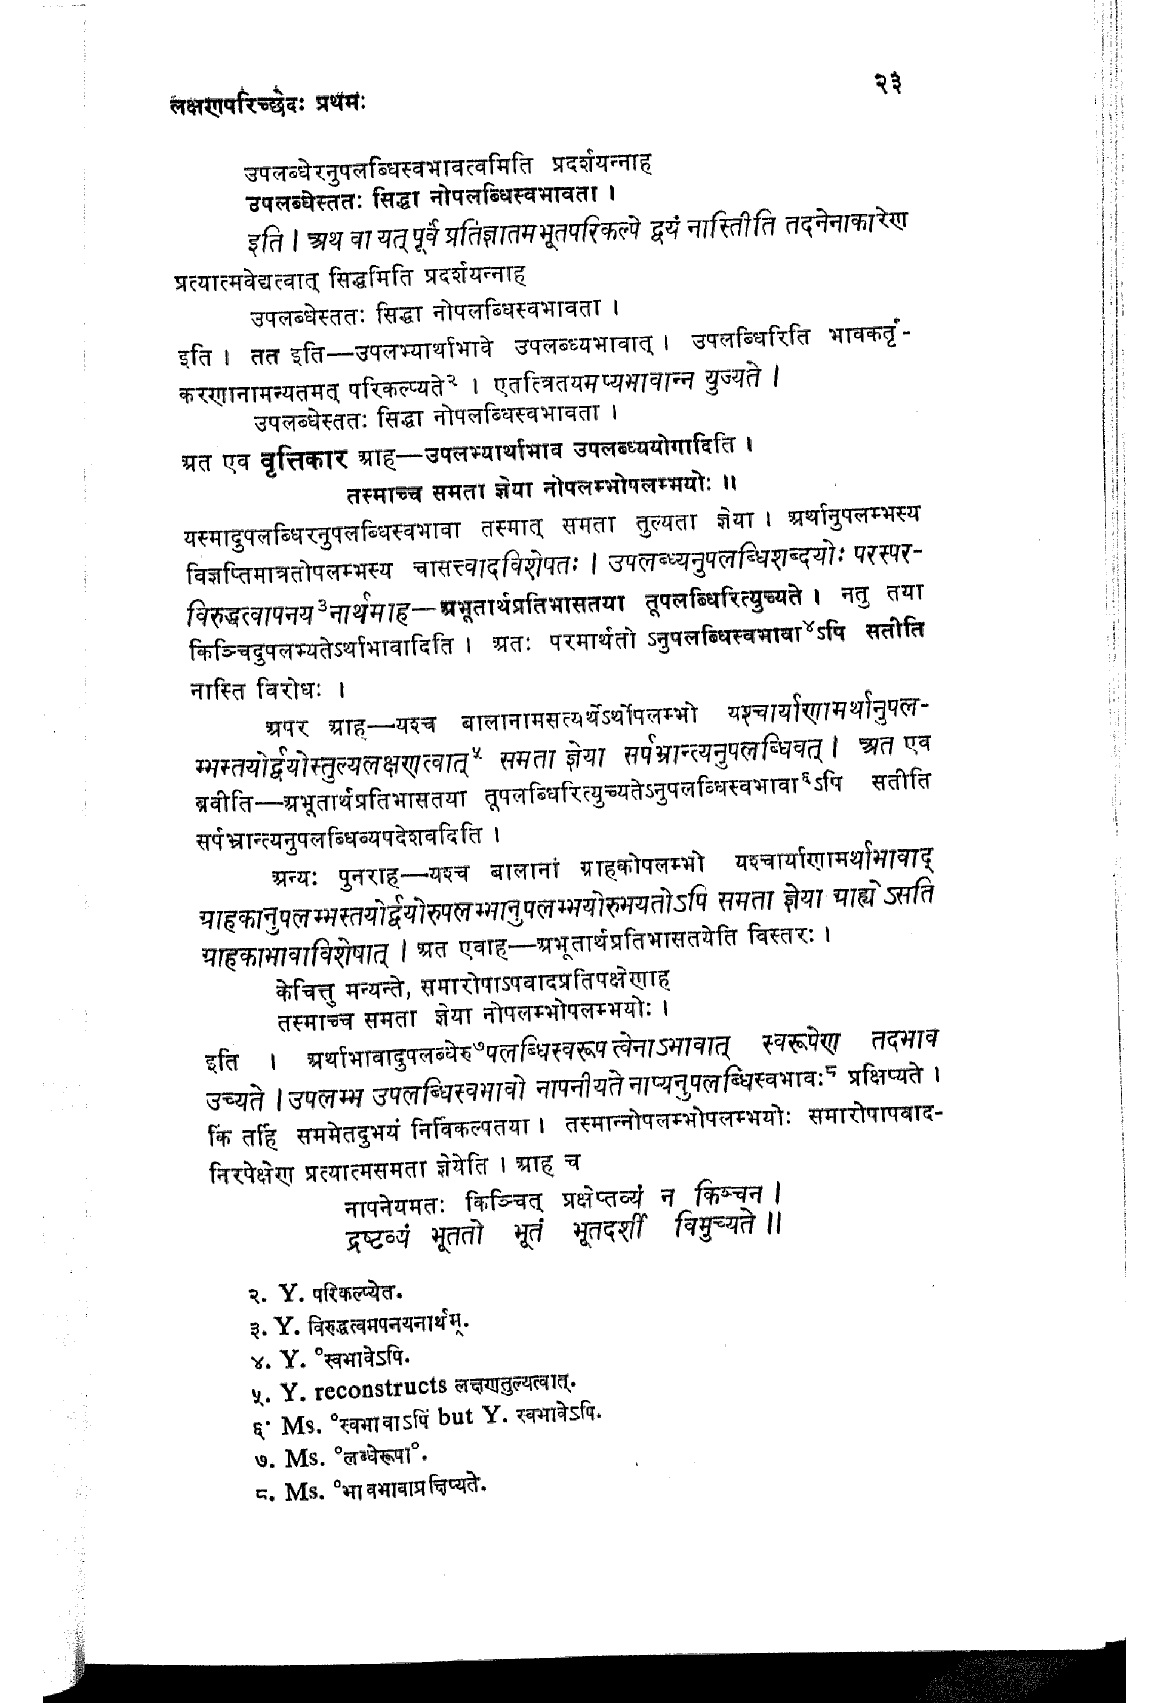 २३
लक्षणपरिच्छेदः प्रथमः
उपलब्धेरनुपलब्धिस्वभावत्वमिति प्रदर्शयन्नाह
उपलब्धेस्ततः सिद्धा नोपलब्धिस्वभावता ।
इति । अथ वा यत् पूर्वं प्रतिज्ञातमभूतपरिकल्पे द्वयं नास्तीति तदनेनाकारेण
प्रत्यात्मवेद्यत्वात् सिद्धमिति प्रदर्शयन्नाह
उपलब्धेस्ततः सिद्धा नोपलब्धिस्वभावता ।
इति । तत इति—उपलभ्यार्थाभावे उपलब्ध्यभावात् । उपलब्धिरिति भावकर्तृ-
करणानामन्यतमत् परिकल्प्यते२ । एतत्त्रितयमप्यभावान्न युज्यते ।
उपलब्धेस्ततः सिद्धा नोपलब्धिस्वभावता ।
अत एव वृत्तिकार आह—उपलभ्यार्थाभाव उपलब्ध्ययोगादिति ।
तस्माच्च समता ज्ञेया नोपलम्भोपलम्भयोः ॥
यस्मादुपलब्धिरनुपलब्धिस्वभावा तस्मात् समता तुल्यता ज्ञेया । अर्थानुपलम्भस्य
विज्ञप्तिमात्रतोपलम्भस्य चासत्त्वादविशेषतः । उपलब्ध्यनुपलब्धिशब्दयोः परस्पर-
विरुद्धत्वापनय३नार्थमाह—अभूतार्थप्रतिभासतया तूपलब्धिरित्युच्यते । नतु तया
किञ्चिदुपलभ्यतेऽर्थाभावादिति । अतः परमार्थतो ऽनुपलब्धिस्वभावा४ऽपि सतीति
नास्ति विरोधः ।
अपर आह—यश्च बालानामसत्यर्थेऽर्थोपलम्भो यश्चार्याणामर्थानुपल-
म्भस्तयोर्द्वयोस्तुल्यलक्षणत्वात्५ समता ज्ञेया सर्पभ्रान्त्यनुपलब्धिवत् । अत एव
ब्रवीति—अभूतार्थप्रतिभासतया तूपलब्धिरित्युच्यतेऽनुपलब्धिस्वभावा६ऽपि सतीति
सर्पभ्रान्त्यनुपलब्धिव्यपदेशवदिति ।
अन्यः पुनराह—यश्च बालानां ग्राहकोपलम्भो यश्चार्याणामर्थाभावाद्
ग्राहकानुपलम्भस्तयोर्द्वयोरुपलम्भानुपलम्भयोरुभयतोऽपि समता ज्ञेया ग्राह्ये ऽसति
ग्राहकाभावाविशेषात् । अत एवाह—अभूतार्थप्रतिभासतयेति विस्तरः ।
केचित्तु मन्यन्ते, समारोपाऽपवादप्रतिपक्षेणाह
तस्माच्च समता ज्ञेया नोपलम्भोपलम्भयोः ।
इति । अर्थाभावादुपलब्धेरु७पलब्धिस्वरूपत्वेनाऽभावात् स्वरूपेण तदभाव
उच्यते । उपलम्भ उपलब्धिस्वभावो नापनीयते नाप्यनुपलब्धिस्वभावः८ प्रक्षिप्यते ।
किं तर्हि सममेतदुभयं निर्विकल्पतया । तस्मान्नोपलम्भोपलम्भयोः समारोपापवाद-
निरपेक्षेण प्रत्यात्मसमता ज्ञेयेति । आह च
नापनेयमतः किञ्चित् प्रक्षेप्तव्यं न किञ्चन ।
द्रष्टव्यं भूततो भूतं भूतदर्शी विमुच्यते ॥
२. Y. परिकल्प्येत.
३. Y. विरुद्धत्वमपनयनार्थम्.
४. Y. °स्वभावेऽपि.
५. Y. reconstructs लक्षणतुल्यत्वात्.
६. Ms. °स्वभावाऽपि but Y. स्वभावेऽपि.
७. Ms. °लब्धेरूपा°.
८. Ms. °भावभावाप्रक्षिप्यते.